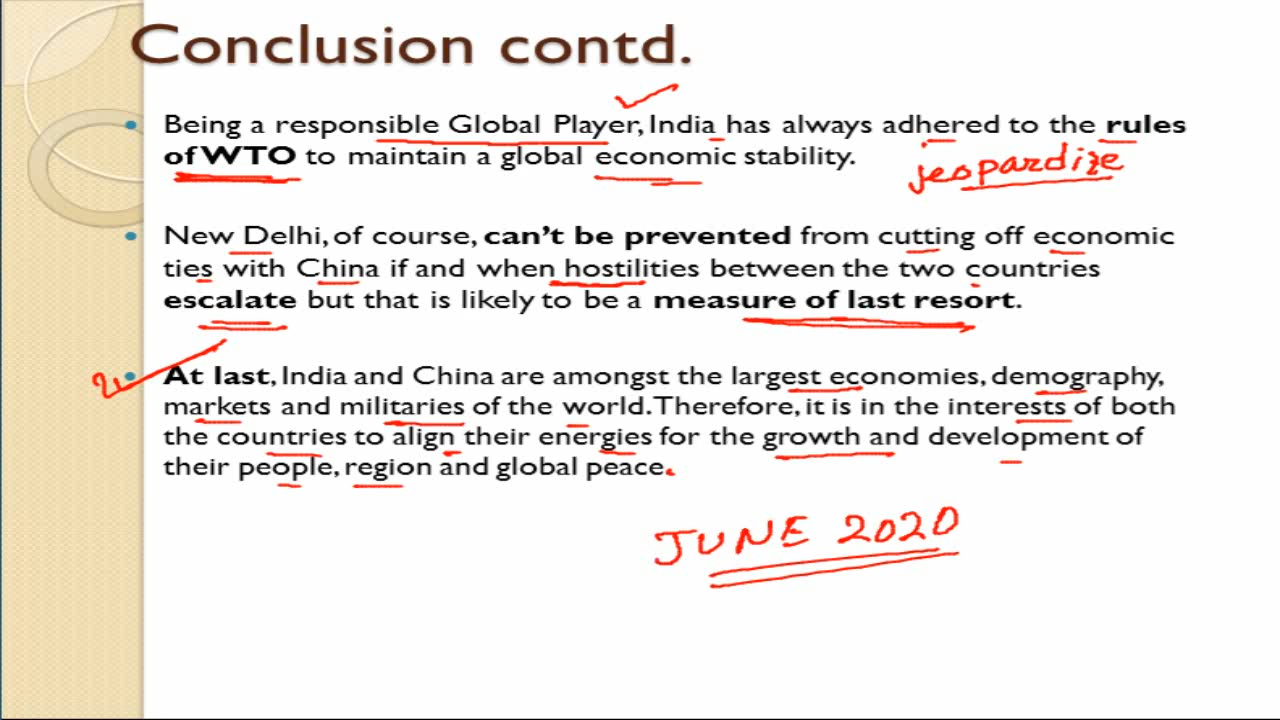 Conclusion contd.
Being a responsible Global Player, India has always adhered to the rules
of WTO to maintain a global economic stability.
jeopardize
New Delhi, of course, can't be prevented from cutting off economic
ties with China if and when hostilities between the two countries
escalate but that is likely to be a measure of last resort.
At last, India and China are amongst the largest economies, demography,
markets and militaries of the world. Therefore, it is in the interests of both
the countries to align their energies for the growth and development of
their people, region and global peace.
JUNE 2020